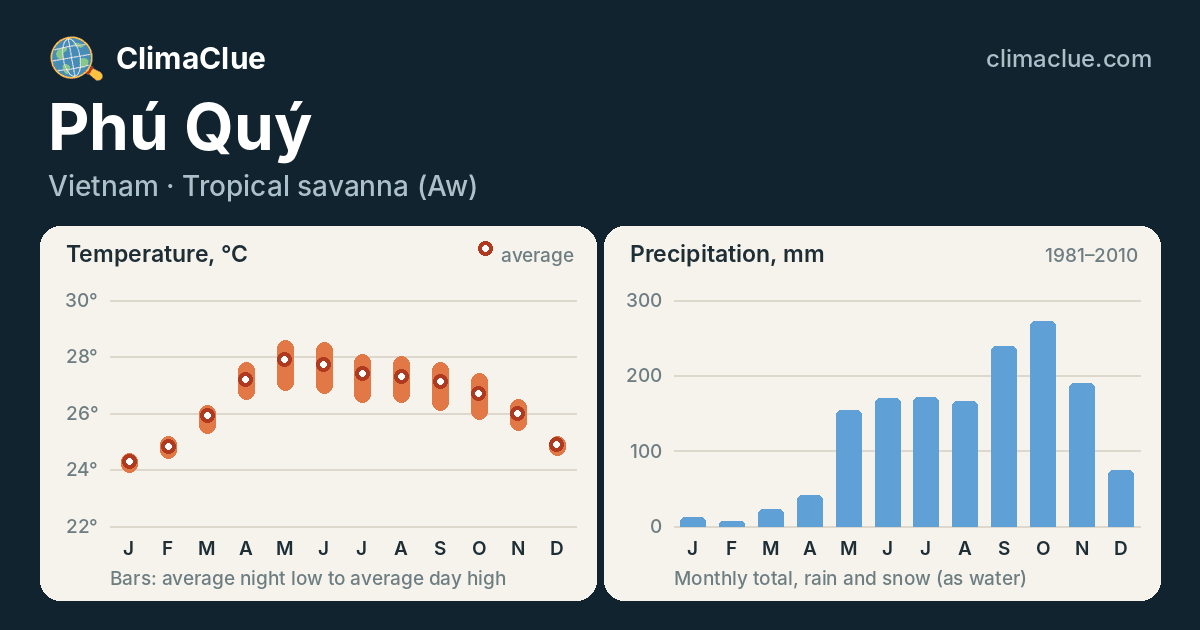 ClimaClue
climaclue.com
Phú Quý
Vietnam · Tropical savanna (Aw)
Temperature, °C
average
30°
28°
26°
24°
22°
J F M A M J J A S O N D
Bars: average night low to average day high
Precipitation, mm
1981–2010
300
200
100
0
J F M A M J J A S O N D
Monthly total, rain and snow (as water)